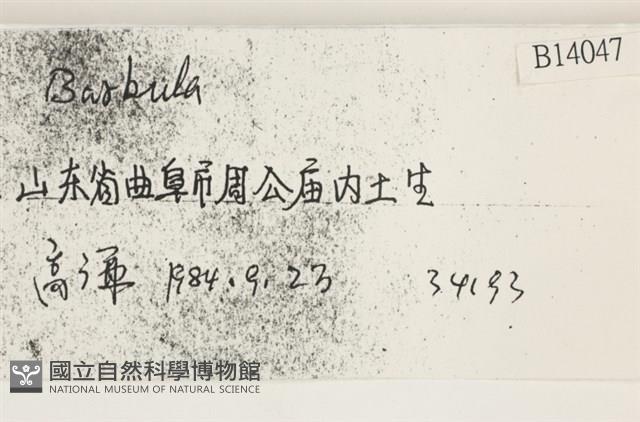 B14047
Barbula
山东省曲阜市周公庙内土生
高谦 1984.9.23 34193
國立自然科學博物館
NATIONAL MUSEUM OF NATURAL SCIENCE